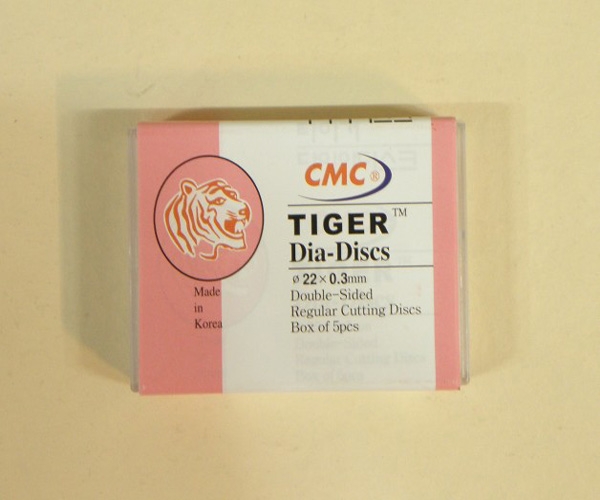 CMC®
TIGER™
Dia-Discs
ø 22 × 0.3mm
Double-Sided
Regular Cutting Discs
Box of 5pcs
Made
in
Korea